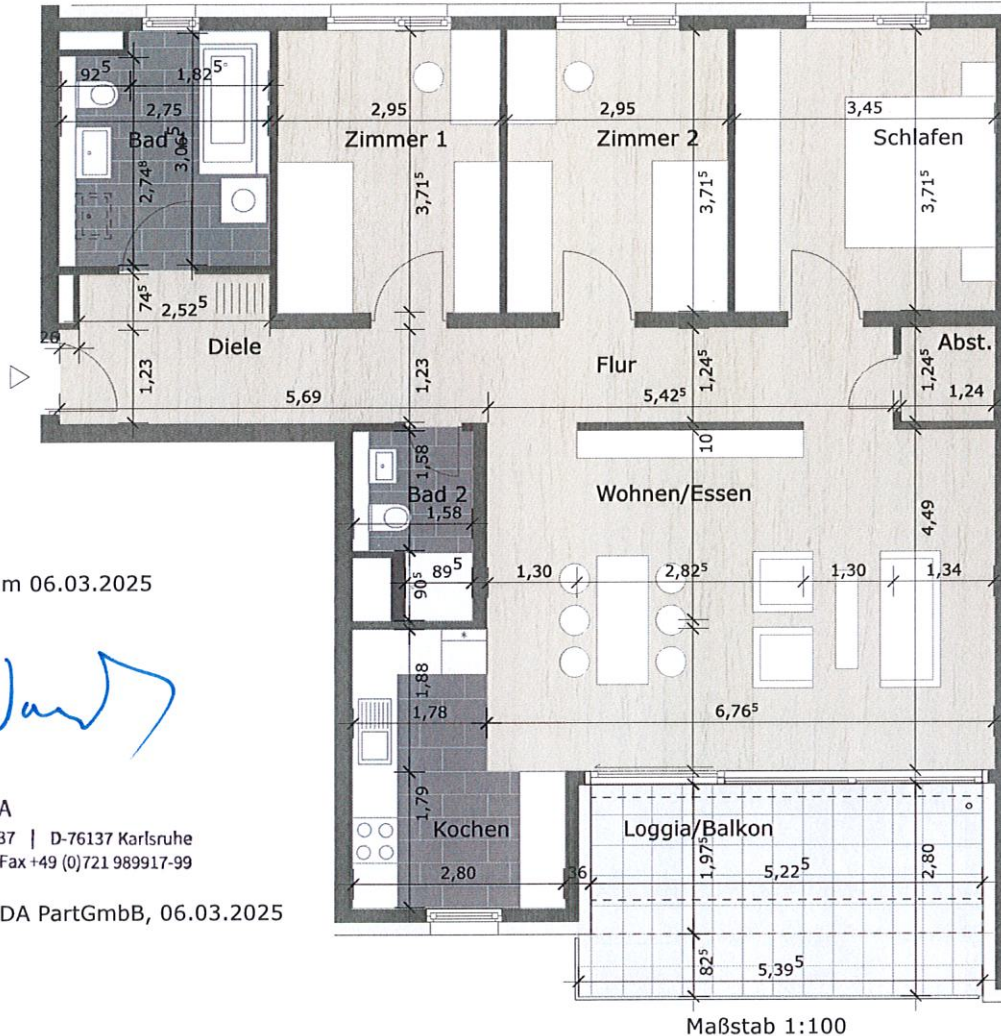 92⁵ 1,82⁵
2,75
Bad
3,06⁵
2,74⁸
2,95
Zimmer 1
3,71⁵
2,95
Zimmer 2
3,71⁵
3,45
Schlafen
3,71⁵
74⁵
2,52⁵
26
Diele
1,23
1,23
5,69
Flur
1,24⁵
5,42⁵
Abst.
1,24⁵
1,24
1,58
Bad 2
1,58
10
Wohnen/Essen
4,49
90⁵
89⁵
1,30
2,82⁵
1,30
1,34
1,88
1,78
6,76⁵
1,79
Kochen
2,80
36
Loggia/Balkon
1,97⁵
5,22⁵
2,80
82⁵
5,39⁵
Maßstab 1:100
m 06.03.2025
A
37 | D-76137 Karlsruhe
Fax +49 (0)721 989917-99
DA PartGmbB, 06.03.2025